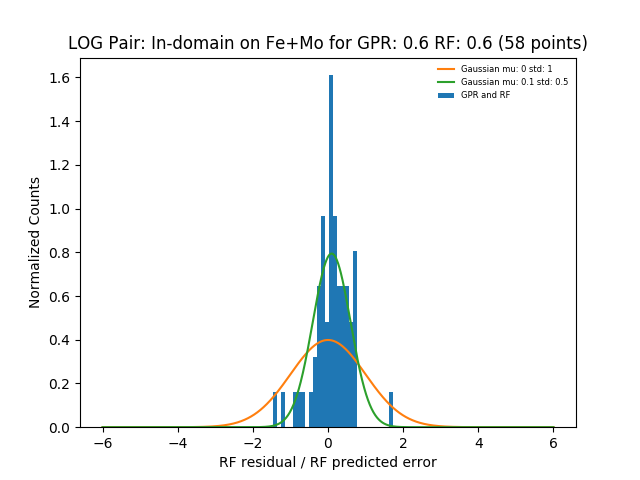 LOG Pair: In-domain on Fe+Mo for GPR: 0.6 RF: 0.6 (58 points)
Gaussian mu: 0 std: 1
Gaussian mu: 0.1 std: 0.5
GPR and RF
Normalized Counts
1.6
1.4
1.2
1.0
0.8
0.6
0.4
0.2
0.0
−6 −4 −2 0 2 4 6
RF residual / RF predicted error